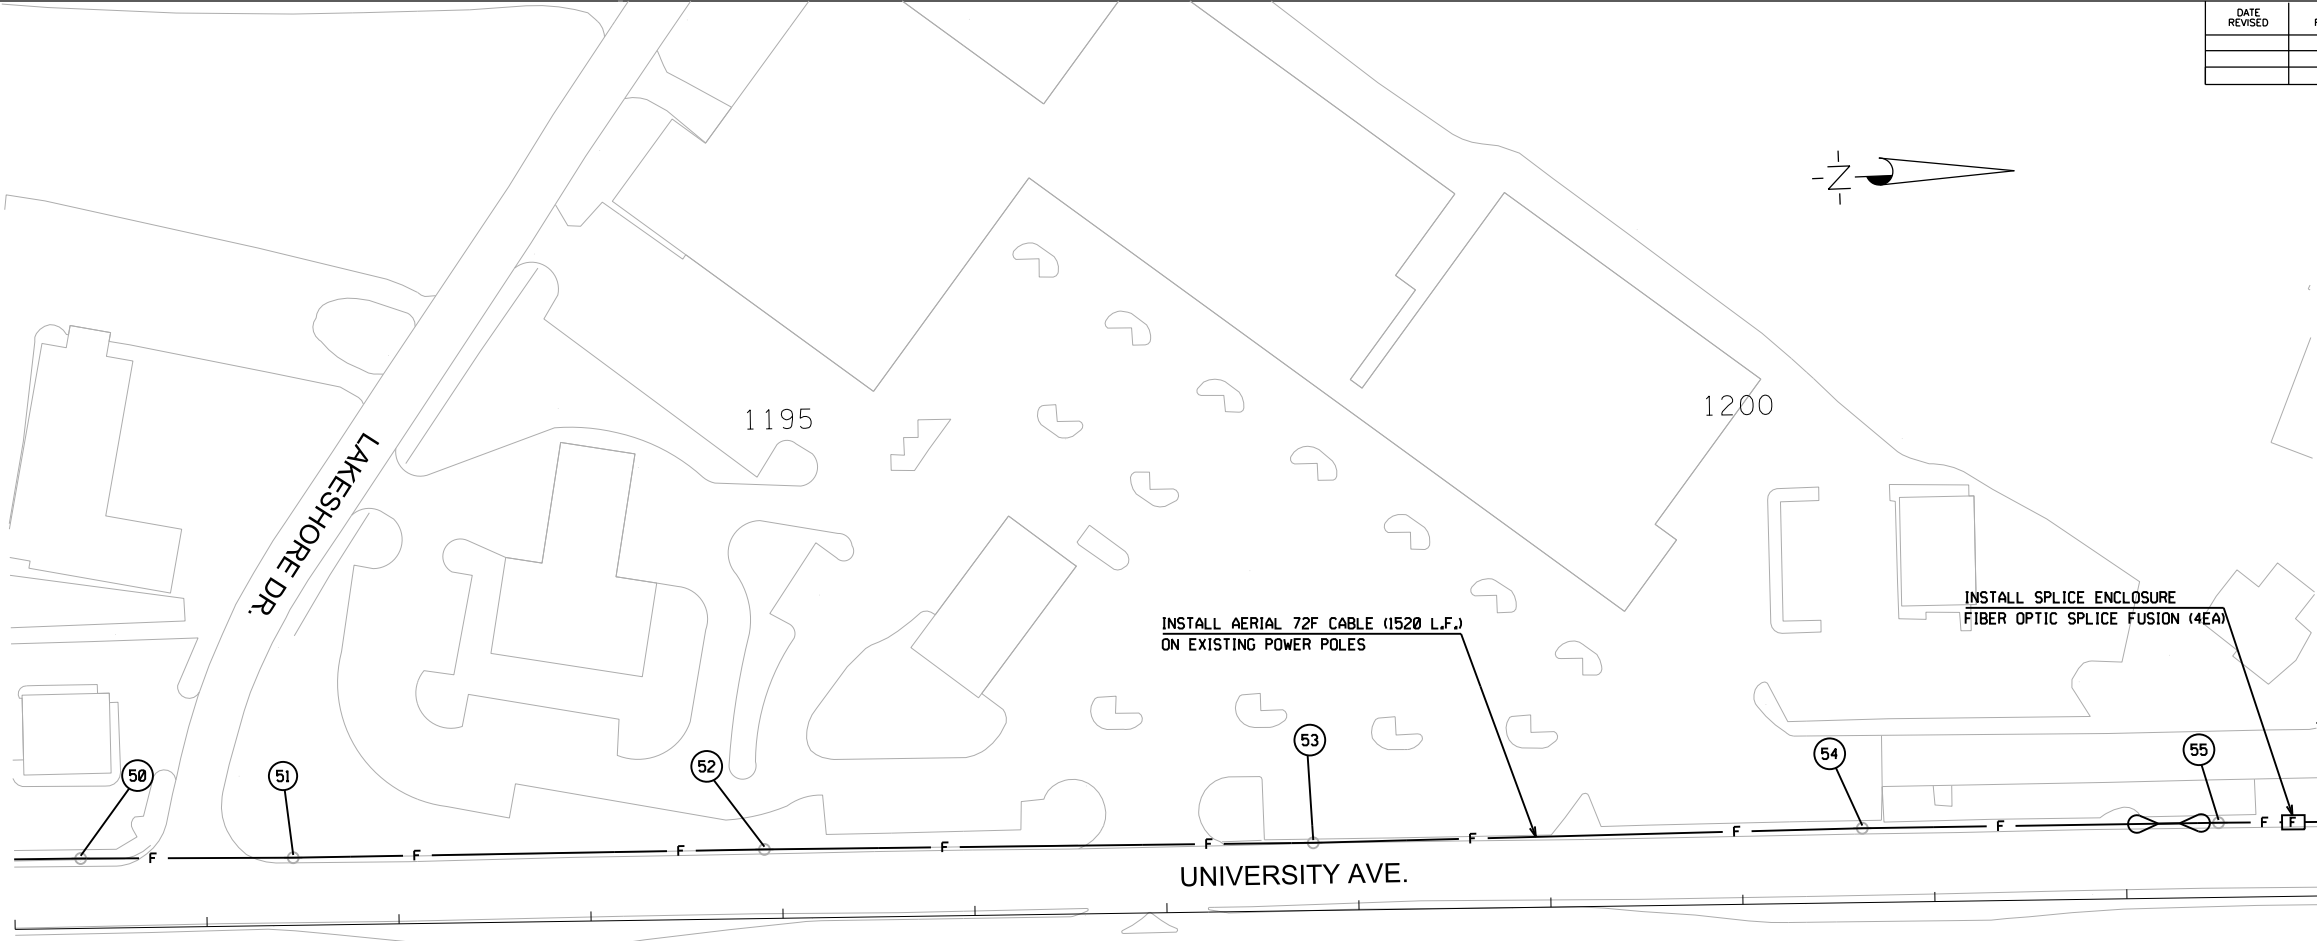 DATE
REVISED
-Z-
1195
1200
LAKESHORE DR.
INSTALL AERIAL 72F CABLE (1520 L.F.)
ON EXISTING POWER POLES
INSTALL SPLICE ENCLOSURE
FIBER OPTIC SPLICE FUSION (4EA)
50
51
52
53
54
55
F F F F F F F F F F
UNIVERSITY AVE.